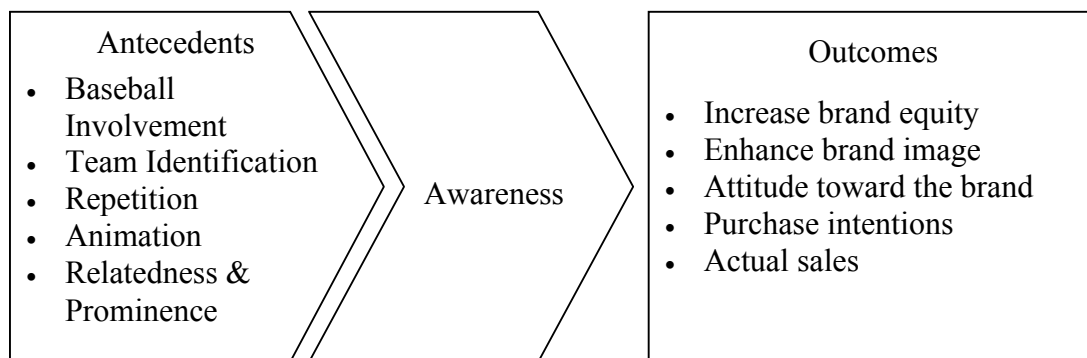 Antecedents
• Baseball
Involvement
• Team Identification
• Repetition
• Animation
• Relatedness &
Prominence
Awareness
Outcomes
• Increase brand equity
• Enhance brand image
• Attitude toward the brand
• Purchase intentions
• Actual sales